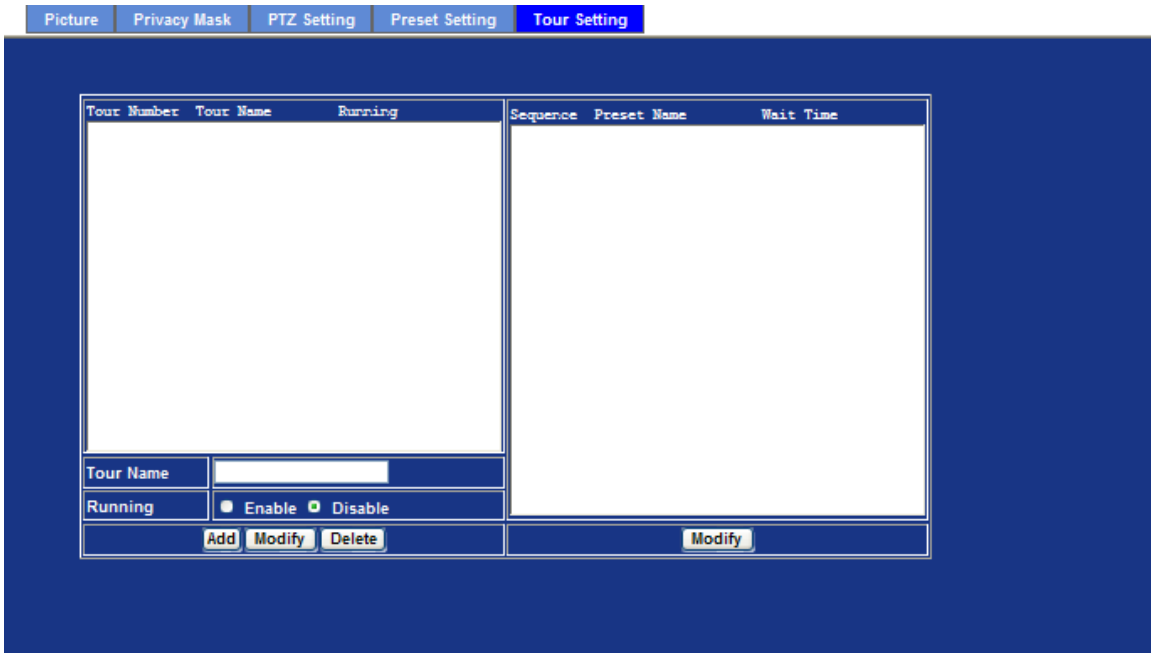 Picture Privacy Mask PTZ Setting Preset Setting Tour Setting
Tour Number Tour Name Running
Sequence Preset Name Wait Time
Tour Name
Running Enable Disable
Add Modify Delete
Modify